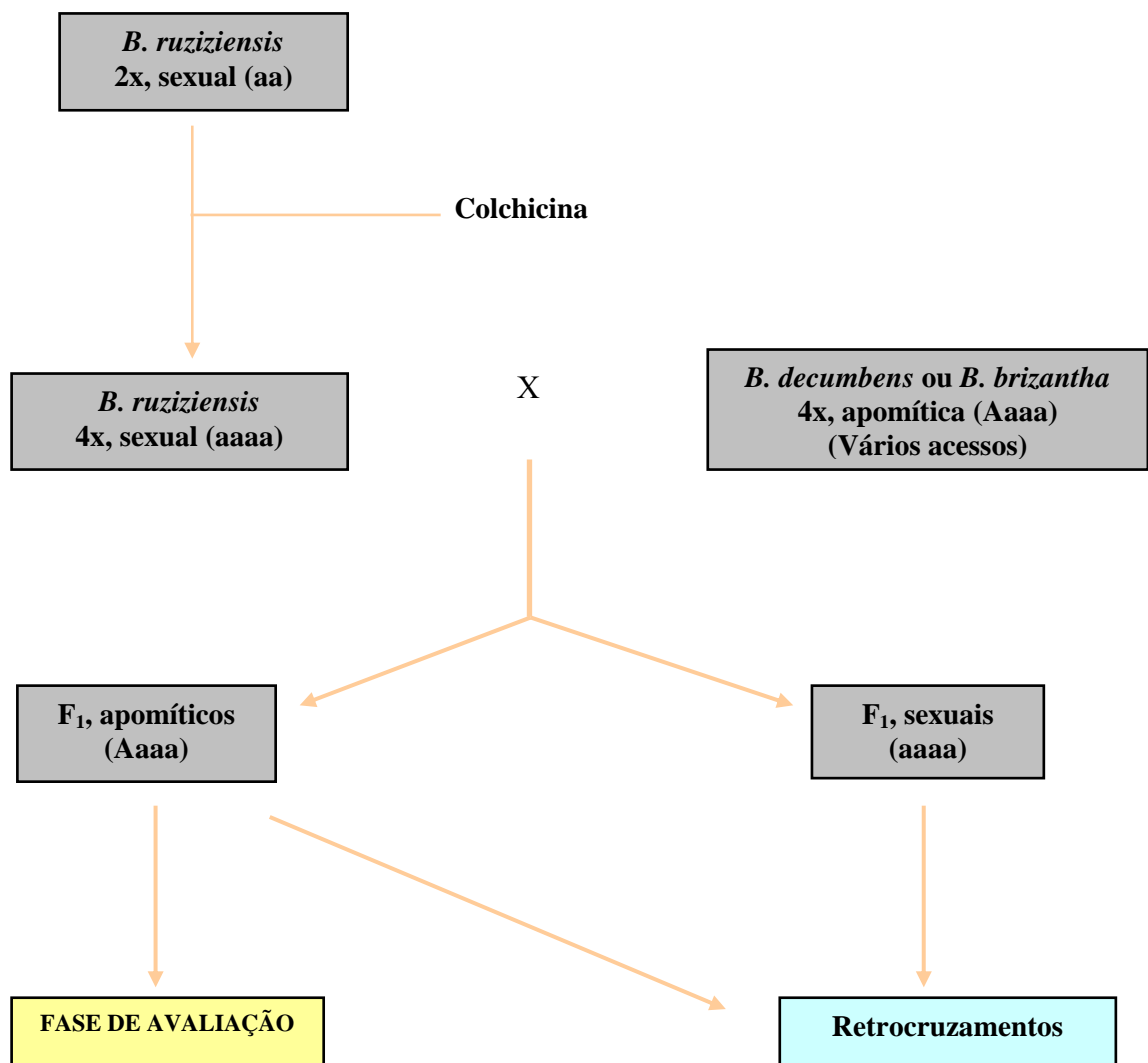 B. ruziziensis
2x, sexual (aa)
Colchicina
B. ruziziensis
4x, sexual (aaaa)
X
B. decumbens ou B. brizantha
4x, apomítica (Aaaa)
(Vários acessos)
F1, apomíticos
(Aaaa)
F1, sexuais
(aaaa)
FASE DE AVALIAÇÃO
Retrocruzamentos